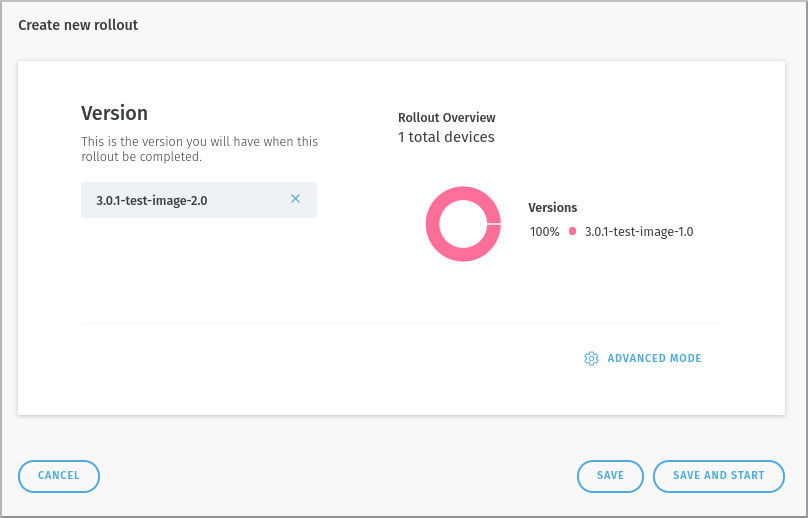 Create new rollout
Version
This is the version you will have when this
rollout be completed.
3.0.1-test-image-2.0
Rollout Overview
1 total devices
Versions
100% 3.0.1-test-image-1.0
ADVANCED MODE
CANCEL
SAVE
SAVE AND START